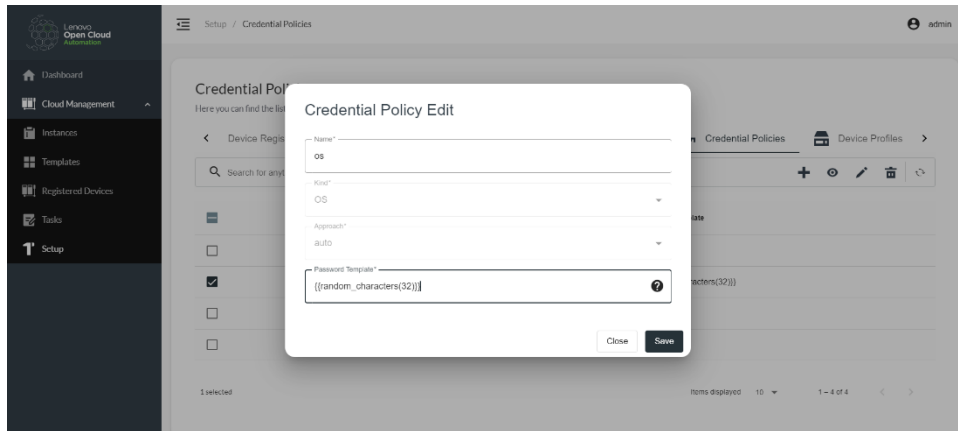 Lenovo
Open Cloud
Automation
Setup / Credential Policies
admin
Dashboard
Cloud Management
Instances
Templates
Registered Devices
Tasks
Setup
Credential Pol
Here you can find the list
Device Regis
Credential Policies
Device Profiles
Search for anyt
late
racters(32)}}
1 selected
Items displayed 10
1 – 4 of 4
Credential Policy Edit
Name*
os
Kind*
OS
Approach*
auto
Password Template*
{{random_characters(32)}}
Close
Save